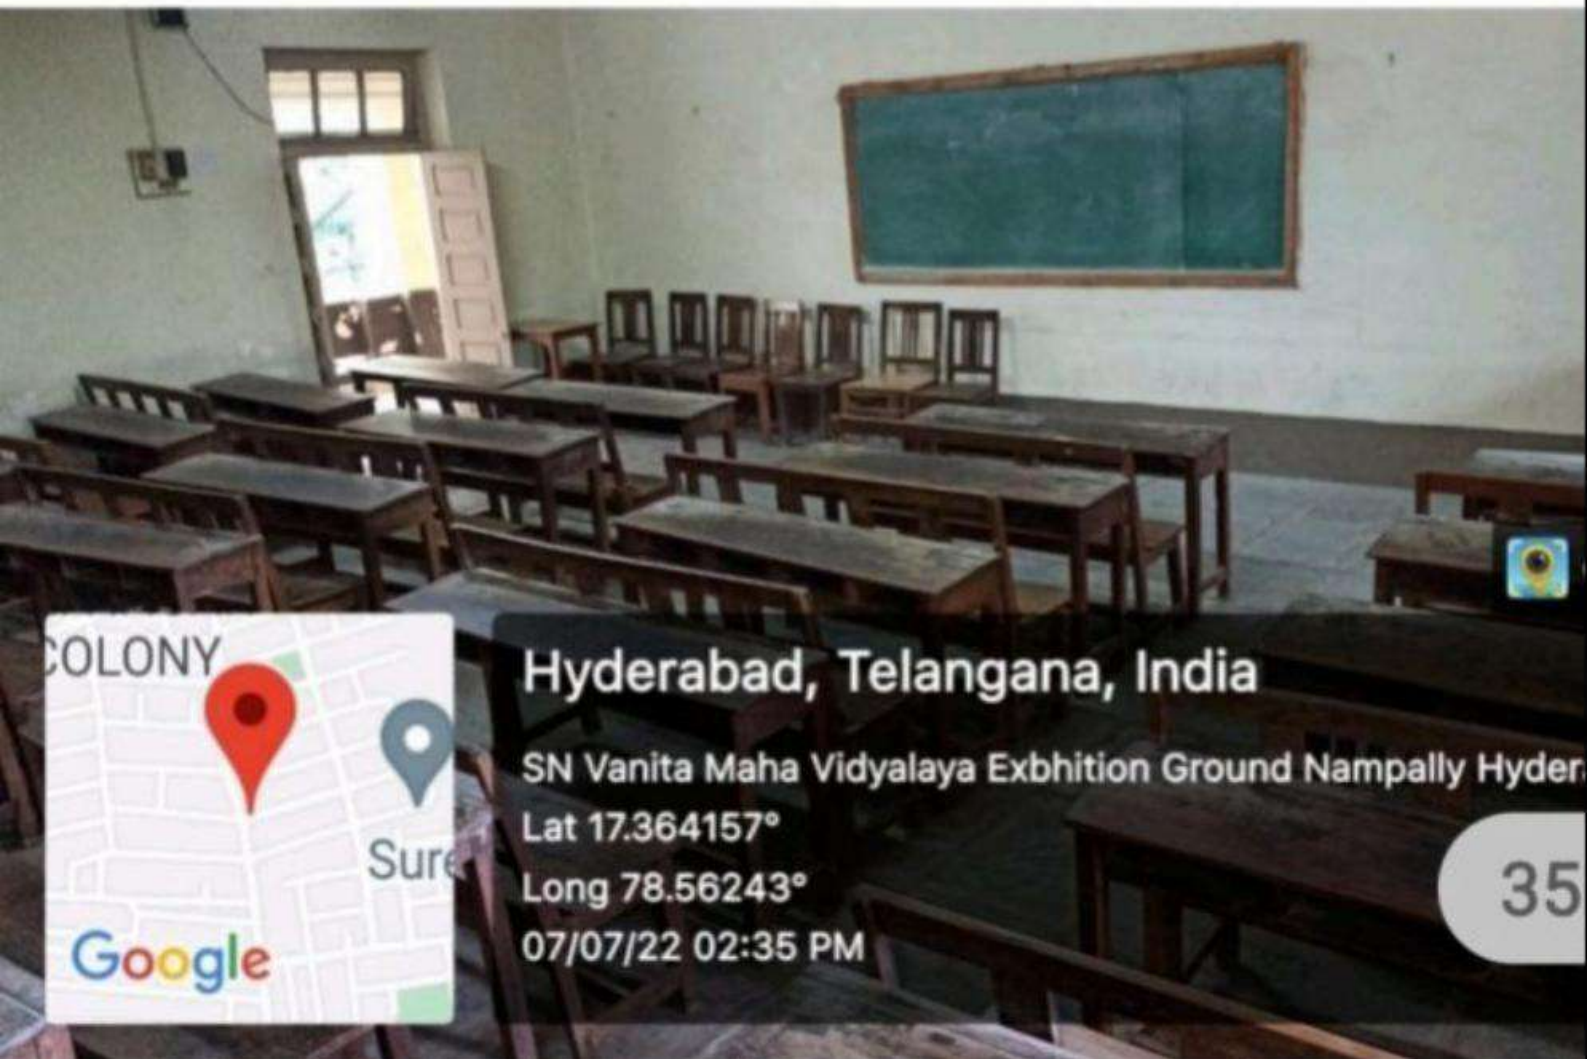 COLONY
Sure
Google
Hyderabad, Telangana, India
SN Vanita Maha Vidyalaya Exbhition Ground Nampally Hyder
Lat 17.364157°
Long 78.56243°
07/07/22 02:35 PM
35